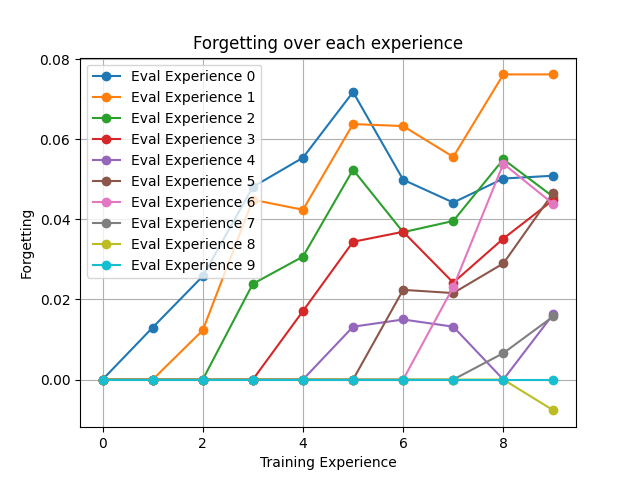 Forgetting over each experience
0.08
0.06
0.04
0.02
0.00
Forgetting
Eval Experience 0
Eval Experience 1
Eval Experience 2
Eval Experience 3
Eval Experience 4
Eval Experience 5
Eval Experience 6
Eval Experience 7
Eval Experience 8
Eval Experience 9
0 2 4 6 8
Training Experience